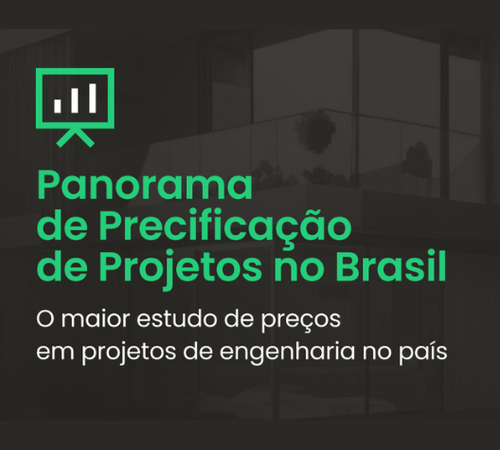 Panorama
de Precificação
de Projetos no Brasil
O maior estudo de preços
em projetos de engenharia no país